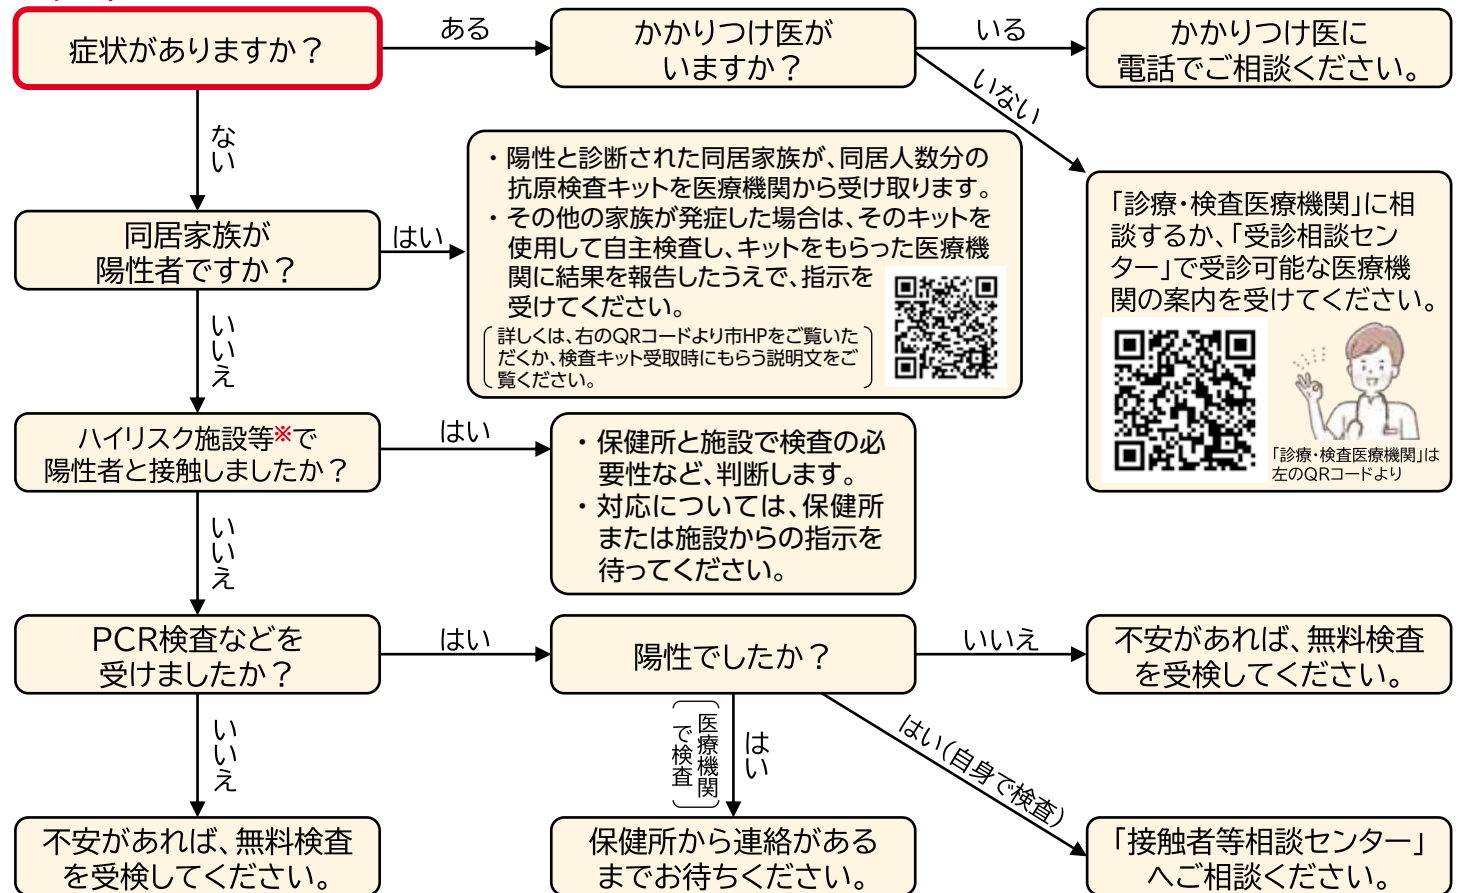 症状がありますか？
ある
かかりつけ医が
いますか？
いる
かかりつけ医に
電話でご相談ください。
いない
「診療・検査医療機関」に相
談するか、「受診相談セン
ター」で受診可能な医療機
関の案内を受けてください。
「診療・検査医療機関」は
左のQRコードより
ない
同居家族が
陽性者ですか？
はい
・陽性と診断された同居家族が、同居人数分の
抗原検査キットを医療機関から受け取ります。
・その他の家族が発症した場合は、そのキットを
使用して自主検査し、キットをもらった医療機
関に結果を報告したうえで、指示を
受けてください。
詳しくは、右のQRコードより市HPをご覧いた
だくか、検査キット受取時にもらう説明文をご
覧ください。
いいえ
ハイリスク施設等※で
陽性者と接触しましたか？
はい
・保健所と施設で検査の必
要性など、判断します。
・対応については、保健所
または施設からの指示を
待ってください。
いいえ
PCR検査などを
受けましたか？
はい
陽性でしたか？
いいえ
不安があれば、無料検査
を受検してください。
いいえ
不安があれば、無料検査
を受検してください。
医療機関
で検査
はい
保健所から連絡がある
までお待ちください。
はい（自身で検査）
「接触者等相談センター」
へご相談ください。